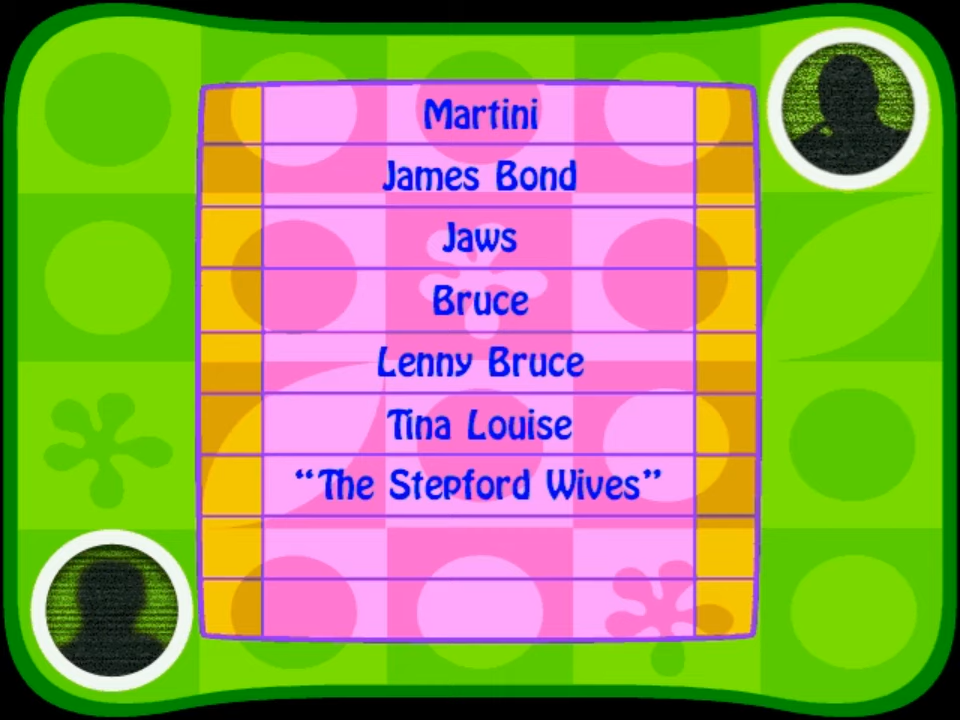 Martini
James Bond
Jaws
Bruce
Lenny Bruce
Tina Louise
“The Stepford Wives”